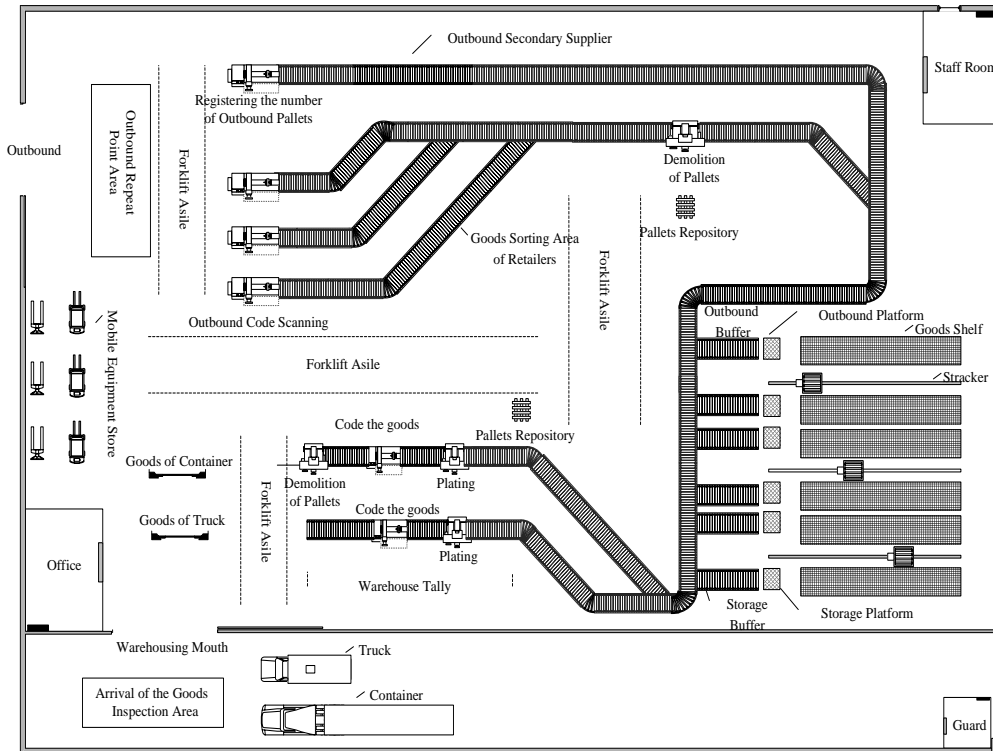 Outbound Secondary Supplier
Staff Room
Registering the number
of Outbound Pallets
Outbound
Outbound Repeat
Point Area
Forklift Asile
Demolition
of Pallets
Pallets Repository
Goods Sorting Area
of Retailers
Forklift Asile
Outbound Code Scanning
Outbound
Buffer
Outbound Platform
Goods Shelf
Mobile Equipment Store
Forklift Asile
Stracker
Pallets Repository
Code the goods
Goods of Container
Demolition
of Pallets
Plating
Forklift Asile
Code the goods
Goods of Truck
Plating
Office
Warehouse Tally
Storage
Buffer
Storage Platform
Warehousing Mouth
Truck
Arrival of the Goods
Inspection Area
Container
Guard